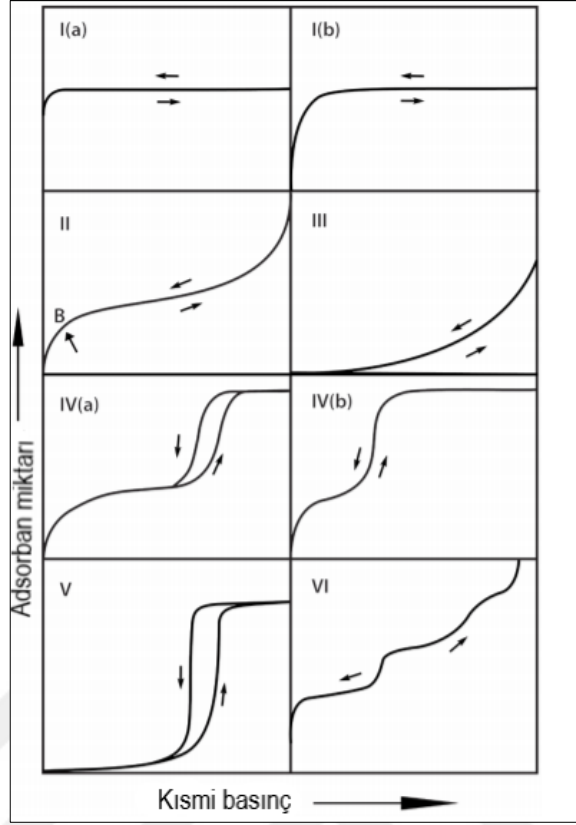 I(a)
I(b)
II
III
B
IV(a)
IV(b)
V
VI
Adsorban miktarı
Kısmi basınç